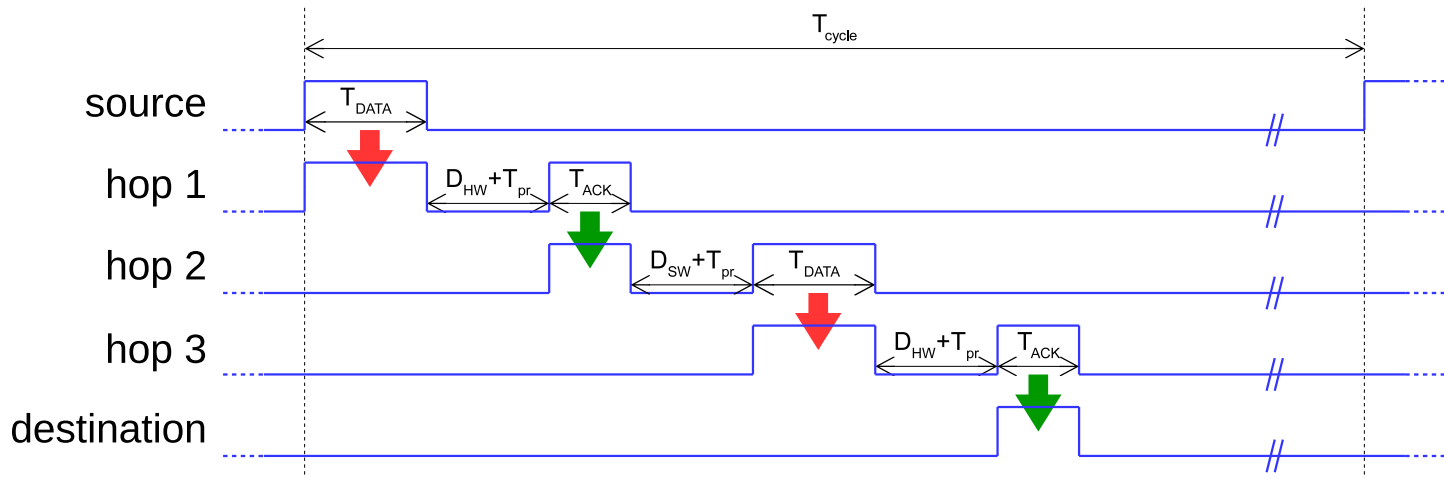 T_cycle
source
T_DATA
hop 1
D_HW+T_pr
T_ACK
hop 2
D_SW+T_pr
T_DATA
hop 3
D_HW+T_pr
T_ACK
destination